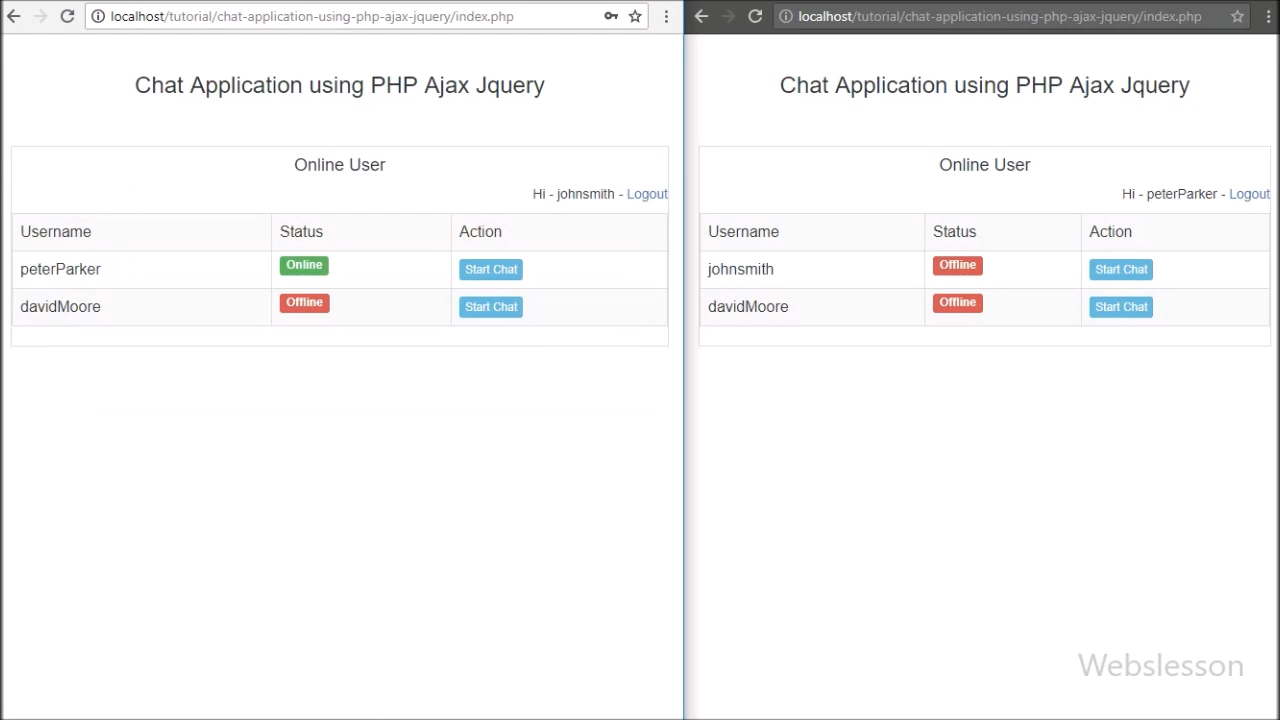 localhost/tutorial/chat-application-using-php-ajax-jquery/index.php
Chat Application using PHP Ajax Jquery
Online User
Hi - johnsmith - Logout
Username Status Action
peterParker Online Start Chat
davidMoore Offline Start Chat
localhost/tutorial/chat-application-using-php-ajax-jquery/index.php
Chat Application using PHP Ajax Jquery
Online User
Hi - peterParker - Logout
Username Status Action
johnsmith Offline Start Chat
davidMoore Offline Start Chat
Webslesson